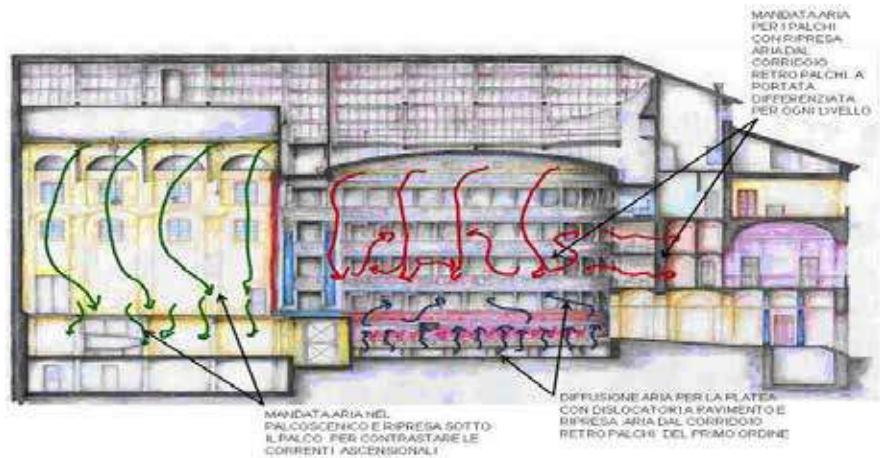 MANDATA ARIA
PER I PALCHI
CON RIPRESA
ARIA DAL
CORRIDOIO
RETRO PALCHI A
PORTATA
DIFFERENZIATA
PER OGNI LIVELLO
MANDATA ARIA NEL
PALCOSCENICO E RIPRESA SOTTO
IL PALCO PER CONTRASTARE LE
CORRENTI ASCENSIONALI
DIFFUSIONE ARIA PER LA PLATEA
CON DISLOCATORI A PAVIMENTO E
RIPRESA ARIA DAL CORRIDOIO
RETRO PALCHI DEL PRIMO ORDINE